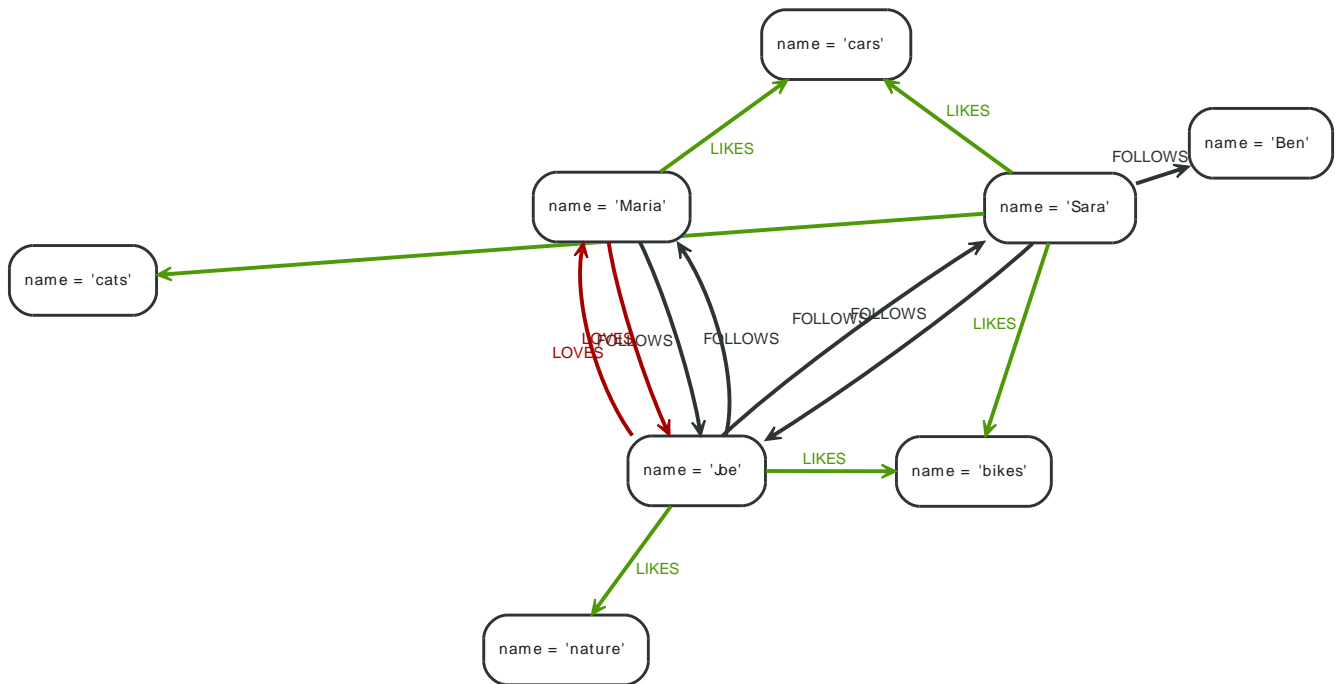 name = 'cars'
LIKES
LIKES
name = 'Ben'
FOLLOWS
name = 'Maria'
name = 'Sara'
name = 'cats'
FOLLOWS
FOLLOWS
LIKES
LOVES
FOLLOWS
FOLLOWS
LOVES
name = 'Joe'
LIKES
name = 'bikes'
LIKES
name = 'nature'